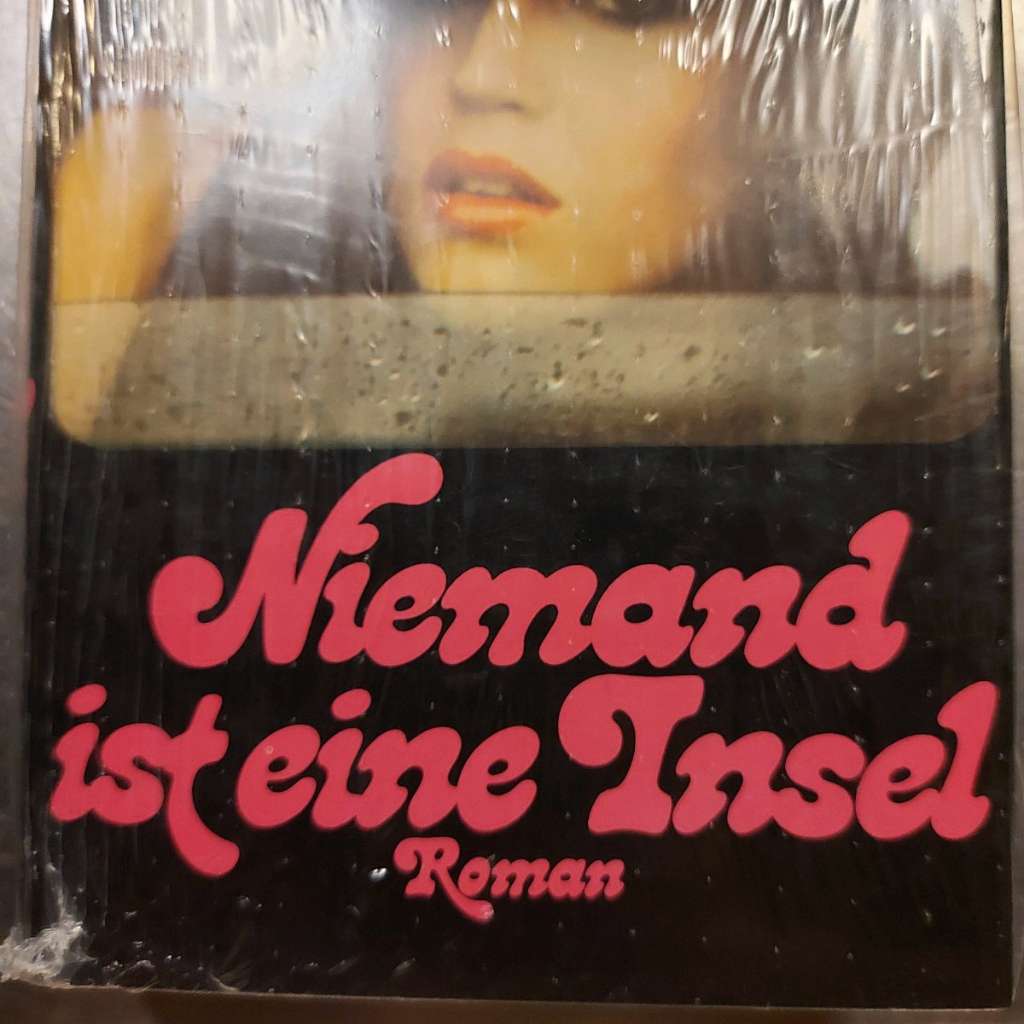 Niemand
ist eine Insel
Roman